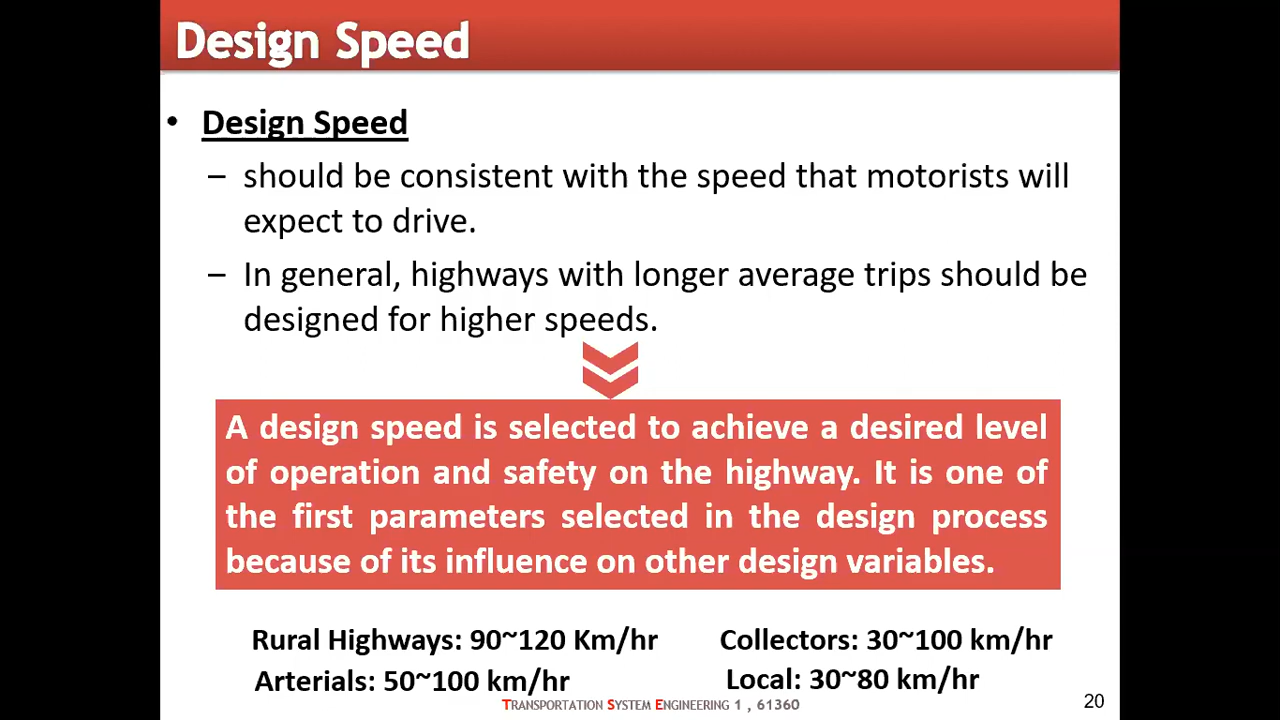 Design Speed
• Design Speed
– should be consistent with the speed that motorists will
expect to drive.
– In general, highways with longer average trips should be
designed for higher speeds.
A design speed is selected to achieve a desired level
of operation and safety on the highway. It is one of
the first parameters selected in the design process
because of its influence on other design variables.
Rural Highways: 90~120 Km/hr
Collectors: 30~100 km/hr
Arterials: 50~100 km/hr
Local: 30~80 km/hr
TRANSPORTATION SYSTEM ENGINEERING 1 , 61360
20